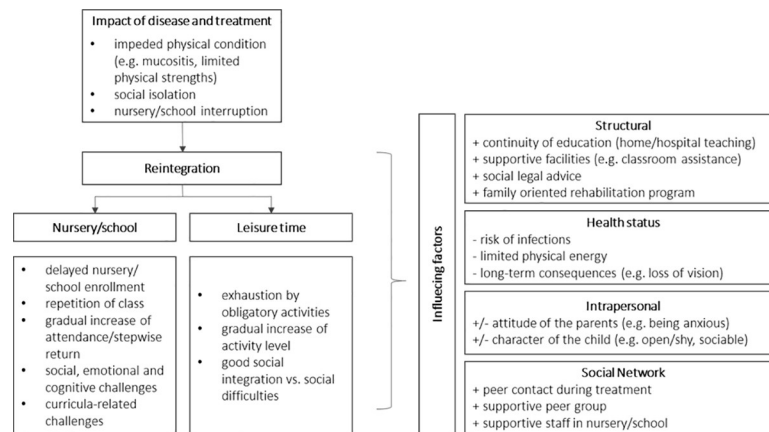 Impact of disease and treatment
• impeded physical condition
(e.g. mucositis, limited
physical strengths)
• social isolation
• nursery/school interruption
Reintegration
Nursery/school
• delayed nursery/
school enrollment
• repetition of class
• gradual increase of
attendance/stepwise
return
• social, emotional and
cognitive challenges
• curricula-related
challenges
Leisure time
• exhaustion by
obligatory activities
• gradual increase of
activity level
• good social
integration vs. social
difficulties
Influecing factors
Structural
+ continuity of education (home/hospital teaching)
+ supportive facilities (e.g. classroom assistance)
+ social legal advice
+ family oriented rehabilitation program
Health status
- risk of infections
- limited physical energy
- long-term consequences (e.g. loss of vision)
Intrapersonal
+/- attitude of the parents (e.g. being anxious)
+/- character of the child (e.g. open/shy, sociable)
Social Network
+ peer contact during treatment
+ supportive peer group
+ supportive staff in nursery/school